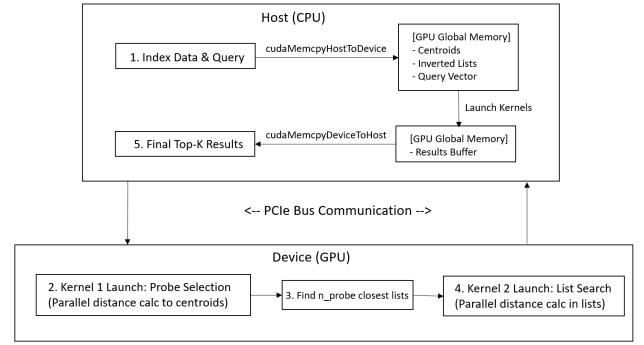 Host (CPU)
1. Index Data & Query
cudaMemcpyHostToDevice
[GPU Global Memory]
- Centroids
- Inverted Lists
- Query Vector
Launch Kernels
5. Final Top-K Results
cudaMemcpyDeviceToHost
[GPU Global Memory]
- Results Buffer
<-- PCIe Bus Communication -->
Device (GPU)
2. Kernel 1 Launch: Probe Selection
(Parallel distance calc to centroids)
3. Find n_probe closest lists
4. Kernel 2 Launch: List Search
(Parallel distance calc in lists)